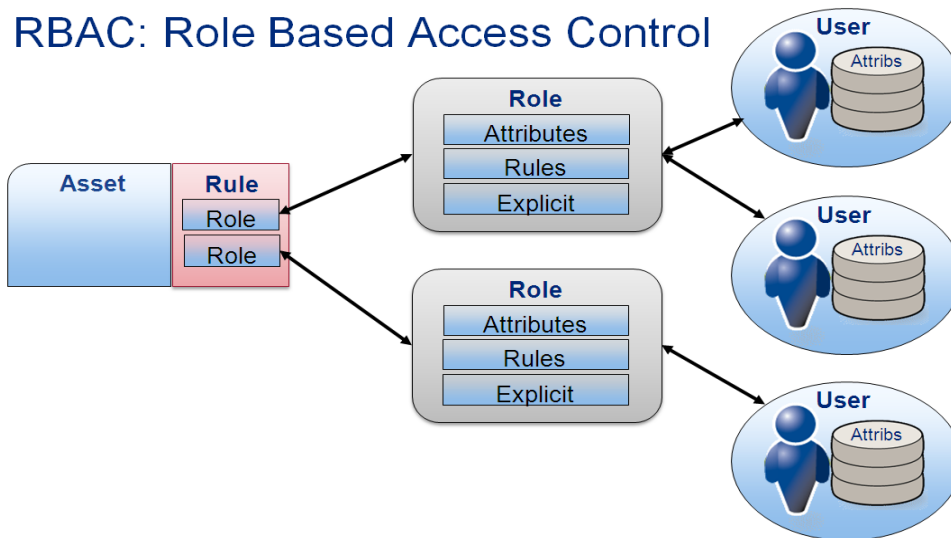 RBAC: Role Based Access Control
Asset
Rule
Role
Role
Role
Attributes
Rules
Explicit
Role
Attributes
Rules
Explicit
User
Attribs
User
Attribs
User
Attribs